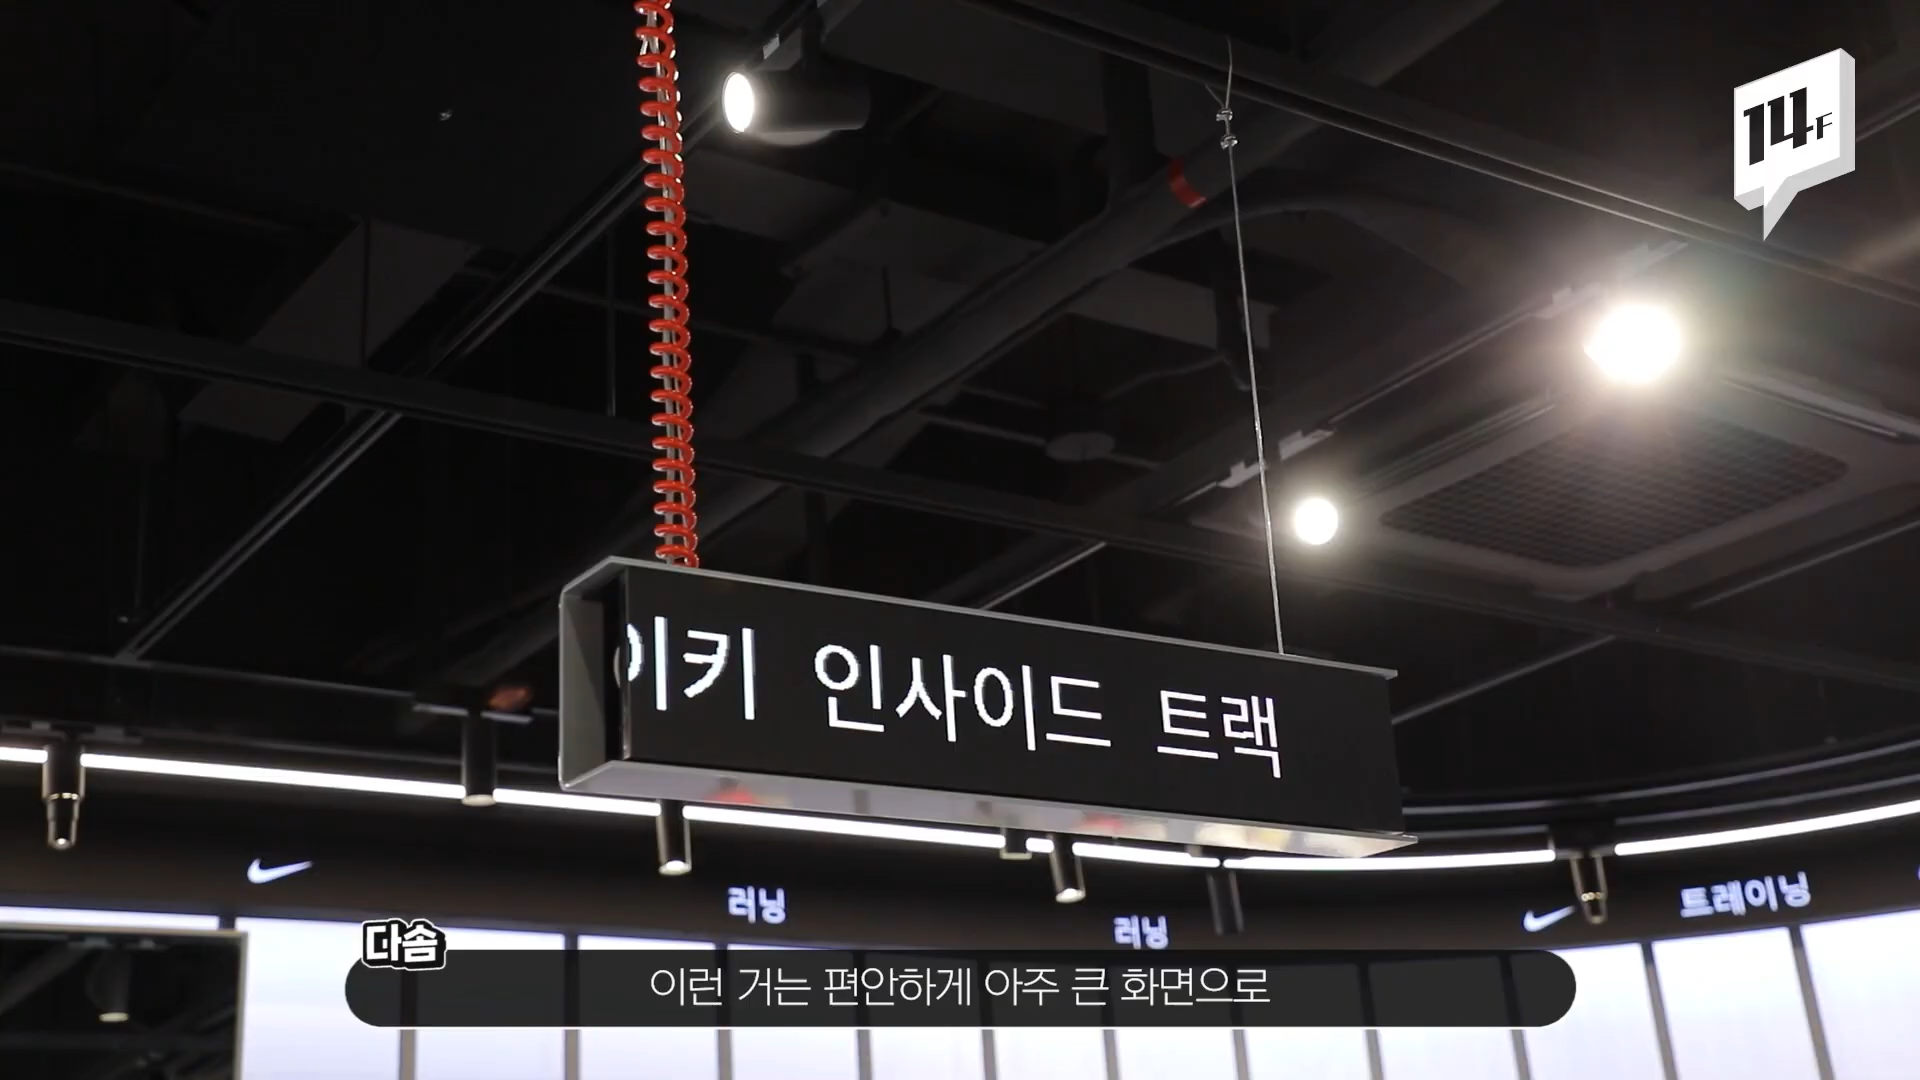 14F
이키 인사이드 트랙
러닝
러닝
트레이닝
다솜
이런 거는 편안하게 아주 큰 화면으로